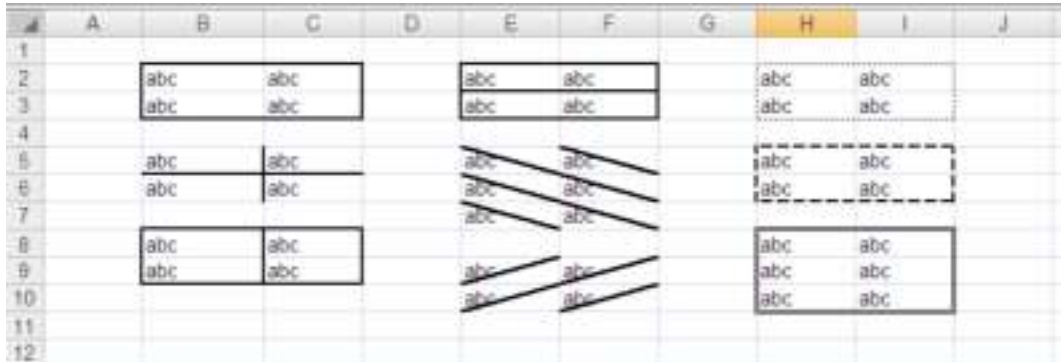 A B C D E F G H I J
1
2 abc abc abc abc abc abc
3 abc abc abc abc abc abc
4
5 abc abc abc abc abc abc
6 abc abc abc abc abc abc
7 abc abc
8 abc abc abc abc
9 abc abc abc abc abc abc
10 abc abc abc abc
11
12